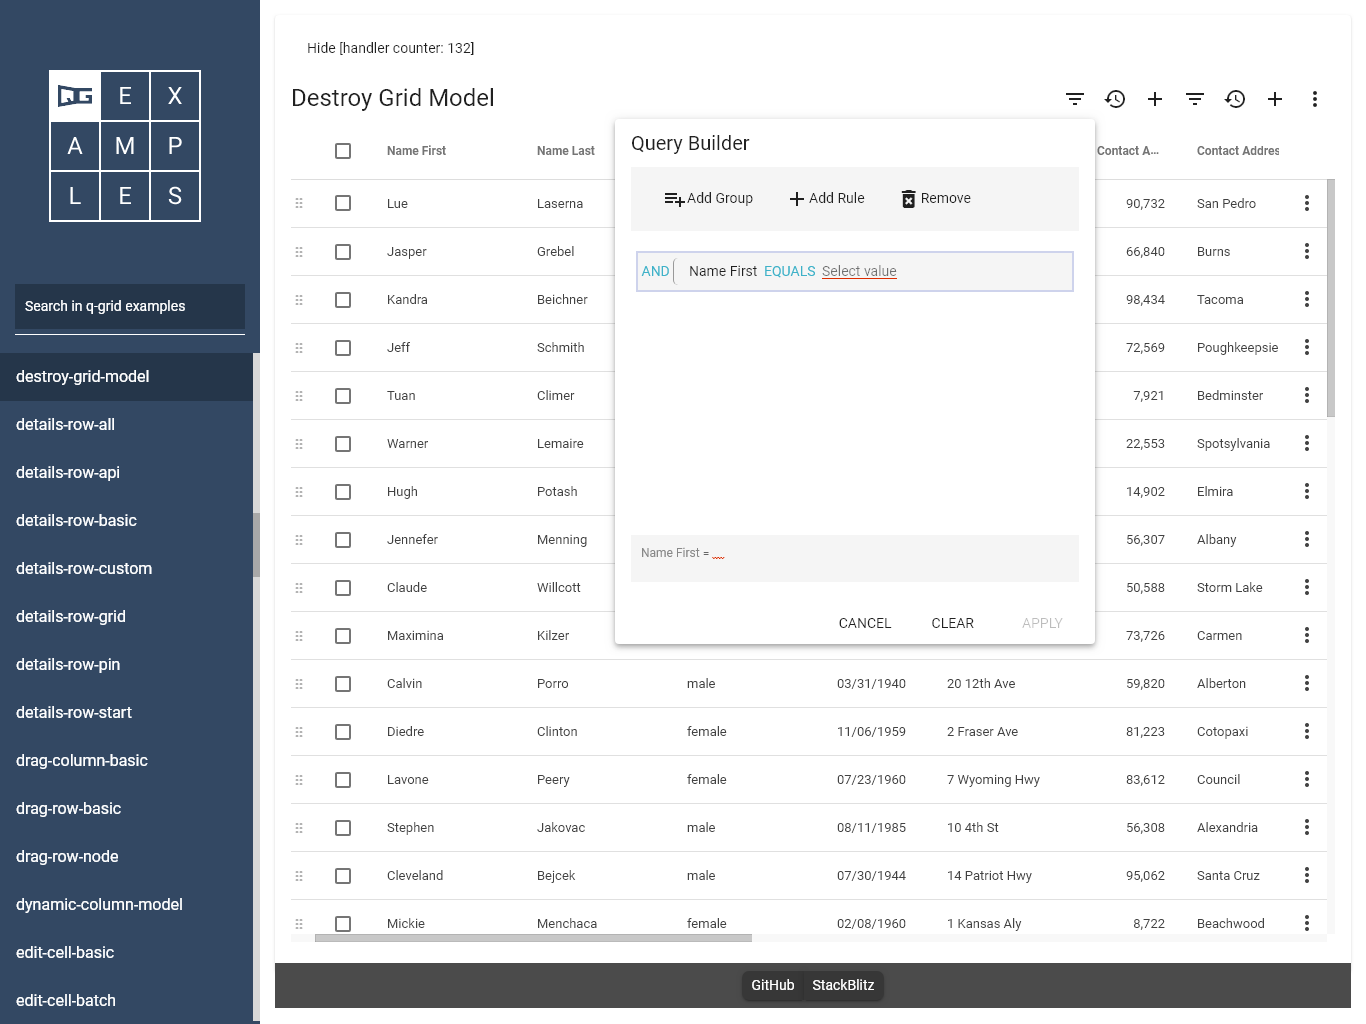 QG E X
A M P
L E S
Search in q-grid examples
destroy-grid-model
details-row-all
details-row-api
details-row-basic
details-row-custom
details-row-grid
details-row-pin
details-row-start
drag-column-basic
drag-row-basic
drag-row-node
dynamic-column-model
edit-cell-basic
edit-cell-batch
Hide [handler counter: 132]
Destroy Grid Model
Name First Name Last Contact A... Contact Addres
Lue Laserna 90,732 San Pedro
Jasper Grebel 66,840 Burns
Kandra Beichner 98,434 Tacoma
Jeff Schmith 72,569 Poughkeepsie
Tuan Climer 7,921 Bedminster
Warner Lemaire 22,553 Spotsylvania
Hugh Potash 14,902 Elmira
Jennefer Menning 56,307 Albany
Claude Willcott 50,588 Storm Lake
Maximina Kilzer 73,726 Carmen
Calvin Porro male 03/31/1940 20 12th Ave 59,820 Alberton
Diedre Clinton female 11/06/1959 2 Fraser Ave 81,223 Cotopaxi
Lavone Peery female 07/23/1960 7 Wyoming Hwy 83,612 Council
Stephen Jakovac male 08/11/1985 10 4th St 56,308 Alexandria
Cleveland Bejcek male 07/30/1944 14 Patriot Hwy 95,062 Santa Cruz
Mickie Menchaca female 02/08/1960 1 Kansas Aly 8,722 Beachwood
Query Builder
Add Group Add Rule Remove
AND Name First EQUALS Select value
Name First = 
CANCEL CLEAR APPLY
GitHub StackBlitz